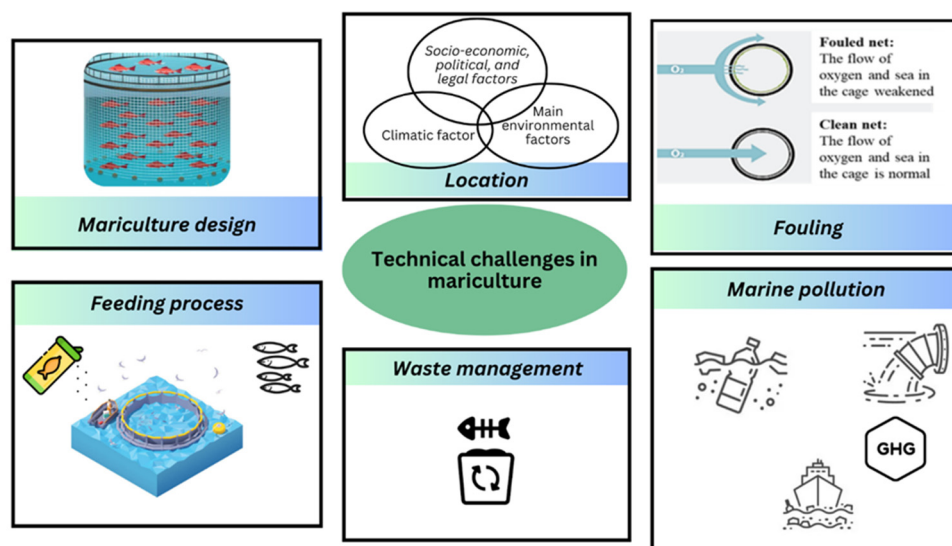 Mariculture design
Socio-economic,
political, and
legal factors
Climatic factor
Main
environmental
factors
Location
O₂
Fouled net:
The flow of
oxygen and sea in
the cage weakened
O₂
Clean net:
The flow of
oxygen and sea in
the cage is normal
Fouling
Technical challenges in
mariculture
Feeding process
Waste management
Marine pollution
GHG